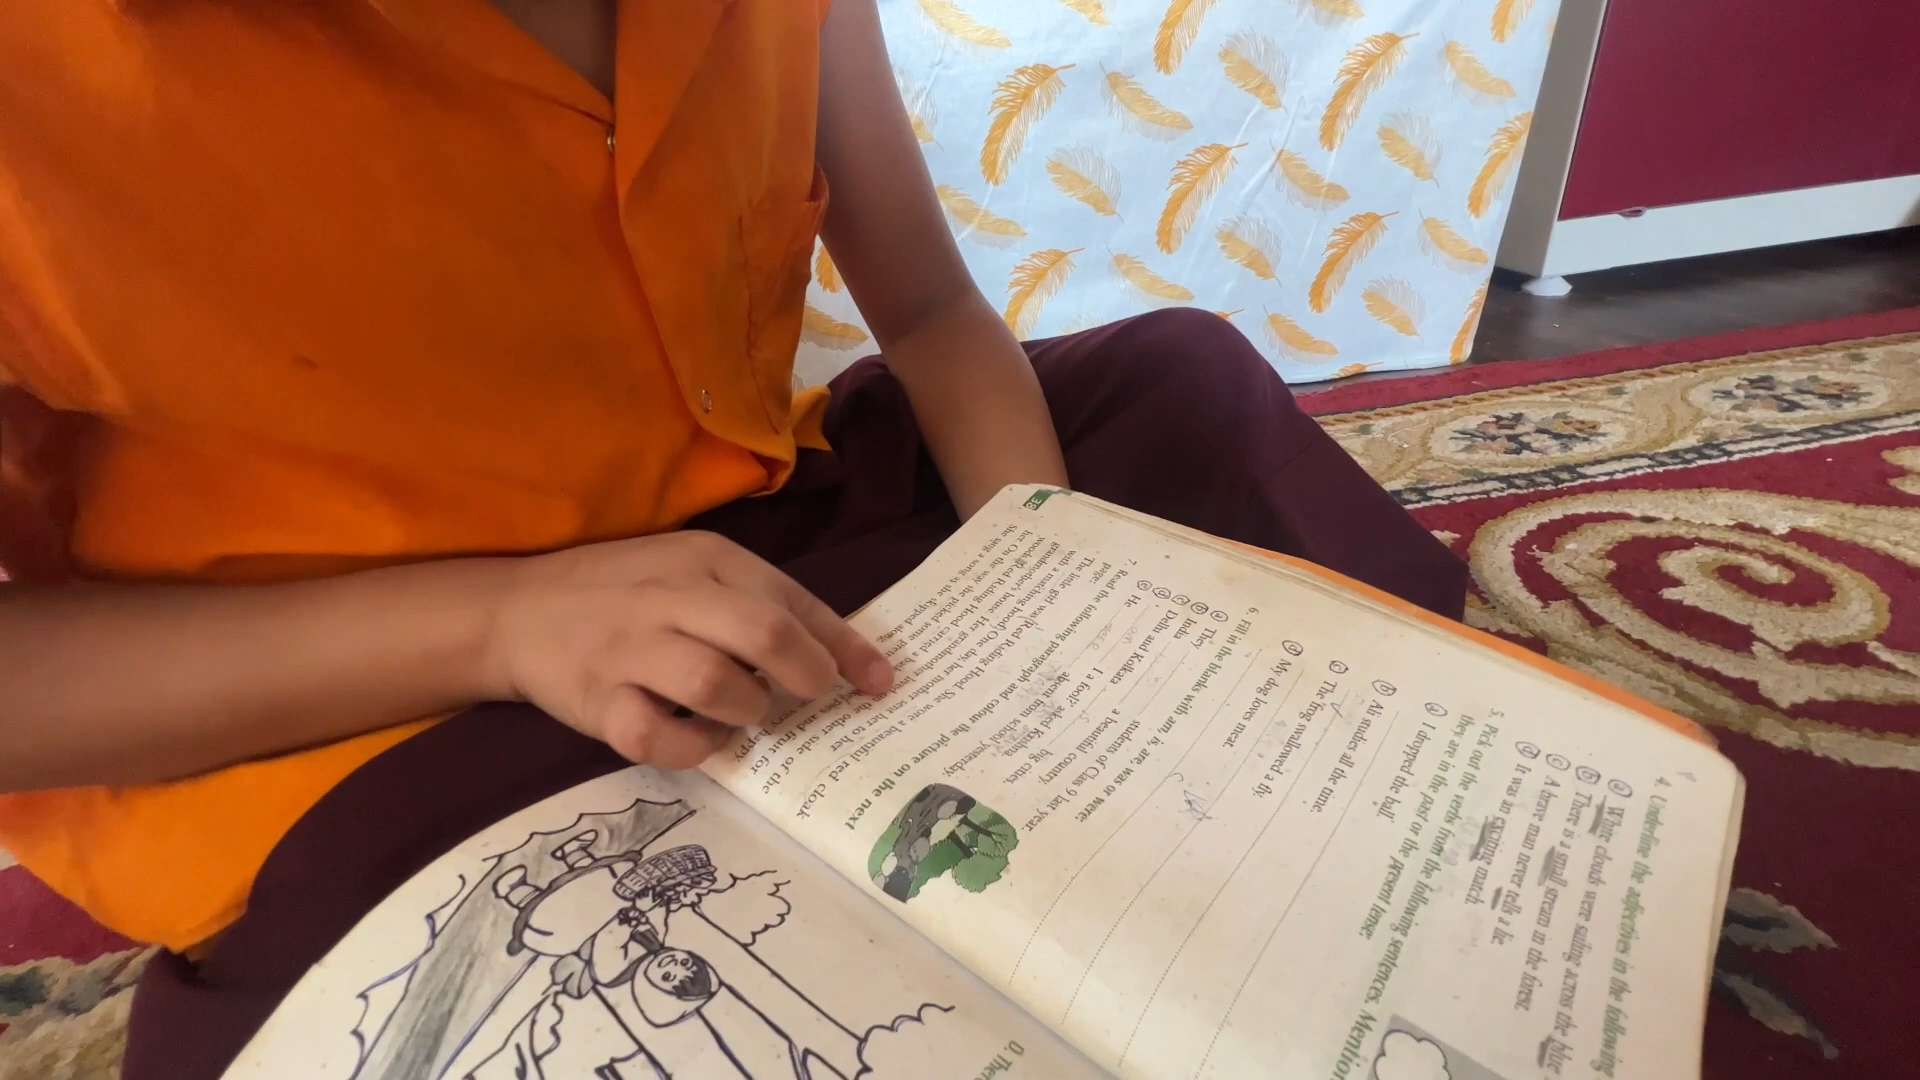 4. Underline the adjectives in the following
a White clouds were sailing across the blue
b There is a small stream in the forest.
c A brave man never tells a lie.
d It was an exciting match.
5. Pick out the verbs from the following sentences. Mention
they are in the past or the present tense:
a I dropped the ball.
b Ali studies all the time.
c The frog swallowed a fly.
d My dog loves meat.
6. Fill in the blanks with am, is, are, was or were:
a They students of Class 9 last year.
b India a beautiful country.
c Delhi and Kolkata big cities.
d I a fool?' asked Krishna.
e He absent from school yesterday.
7. Read the following paragraph and colour the picture on the next
page:
The little girl was Red Riding Hood. She wore a beautiful red cloak
with a matching hood. One day, her mother sent her to her
grandmother's house. Her grandmother lived the other side of the
woods. Red Riding Hood carried a pies and fruit for
her. On the way, she picked some very happy
She sang a song as she skipped along.
38